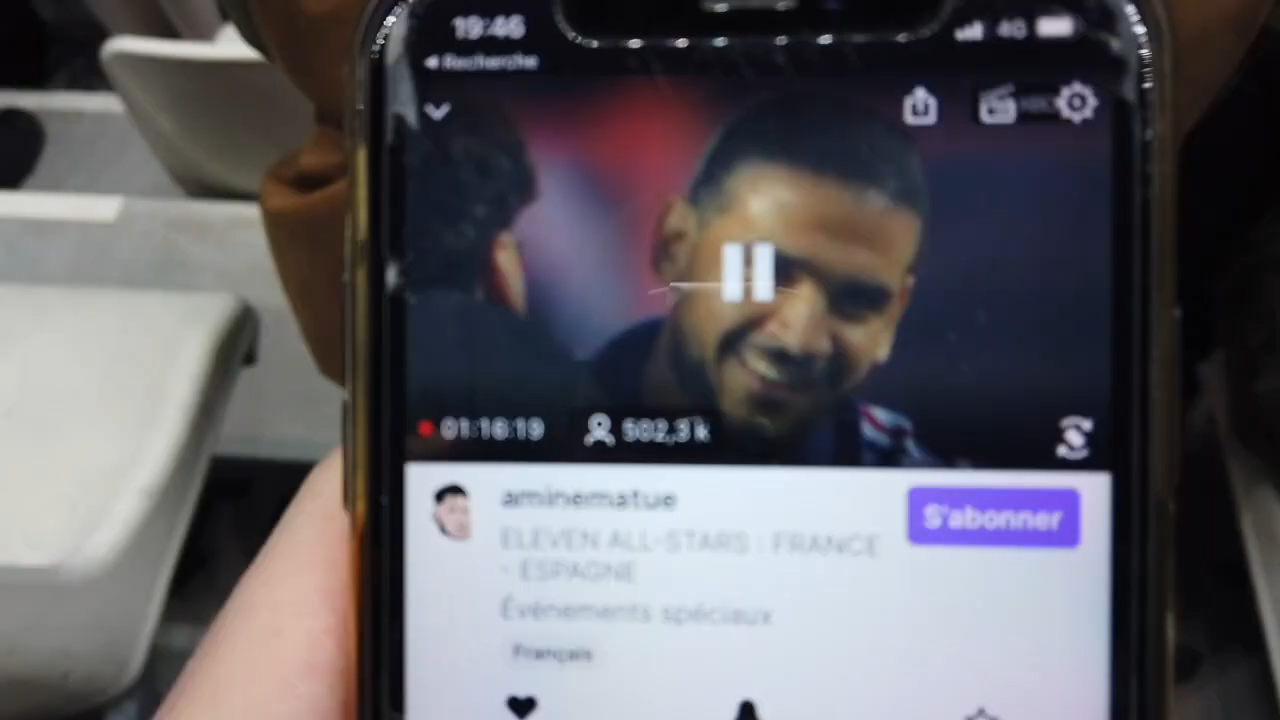 19:46
4G
Recherche
01:16:19
502,3 k
aminematue
S'abonner
ELEVEN ALL-STARS : FRANCE
- ESPAGNE
Événements spéciaux
Français